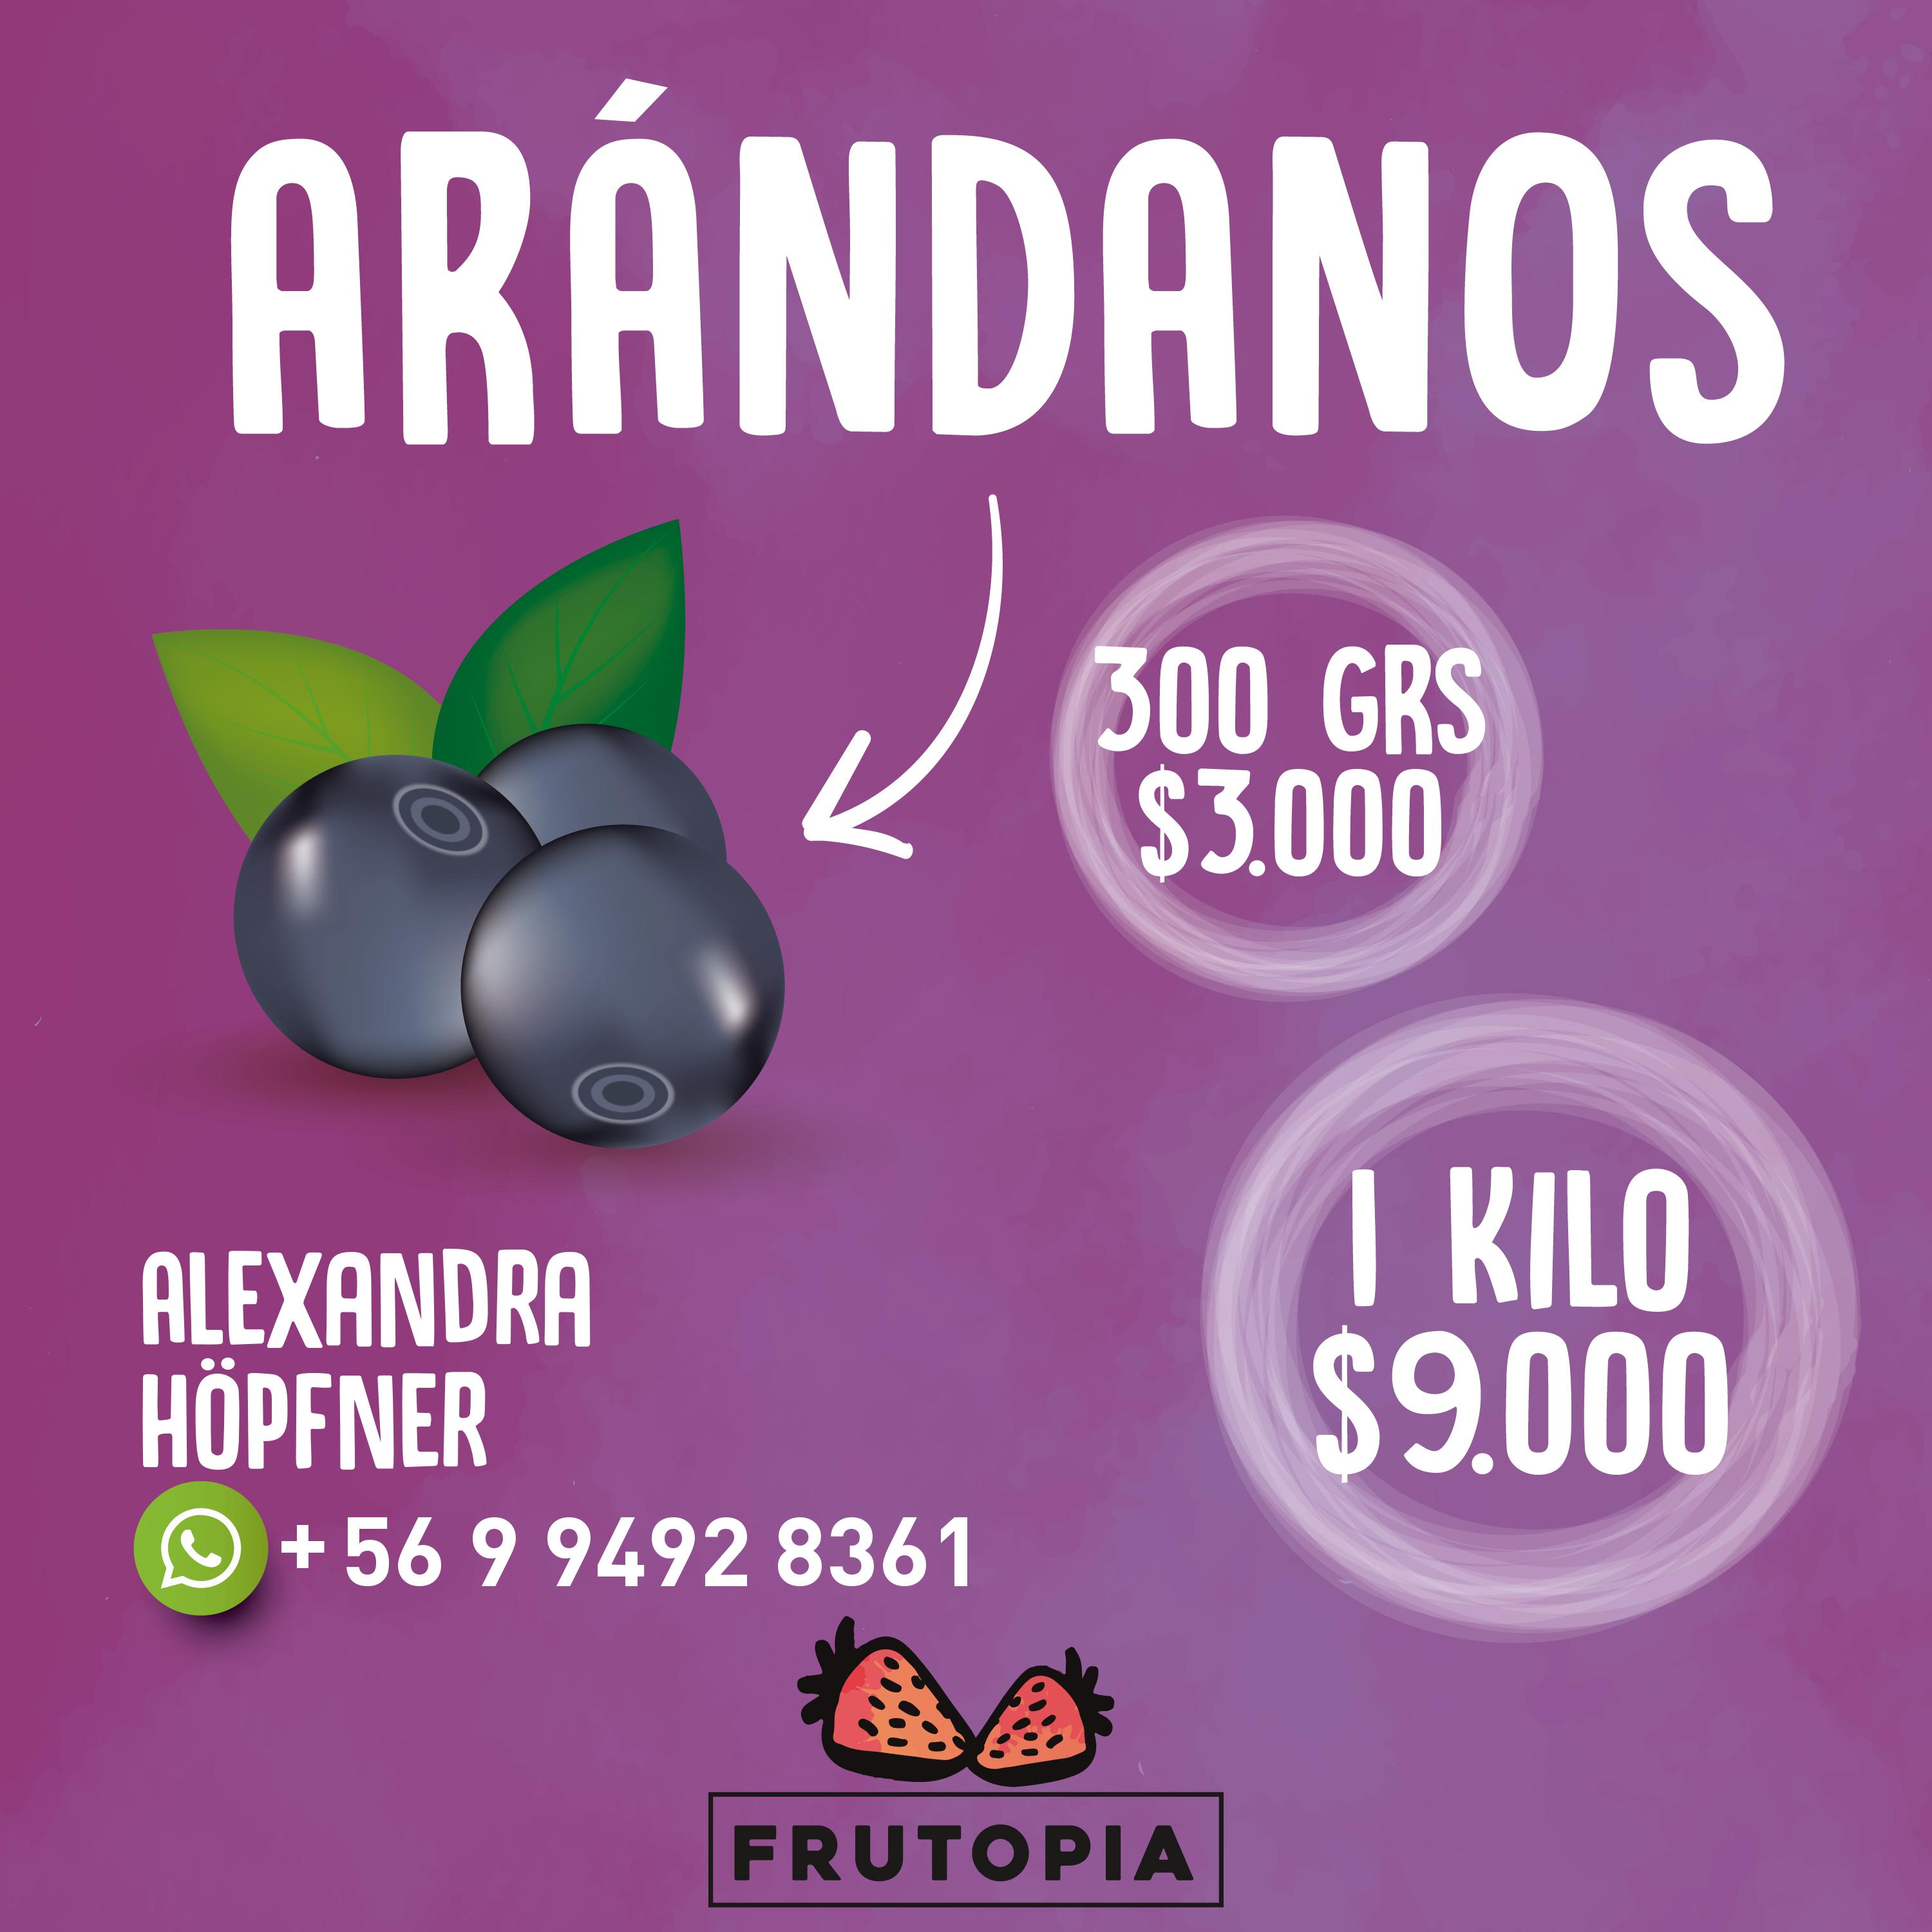 ARÁNDANOS
300 GRS
$3.000
1 KILO
$9.000
ALEXANDRA
HÖPFNER
+56 9 9492 8361
FRUTOPIA